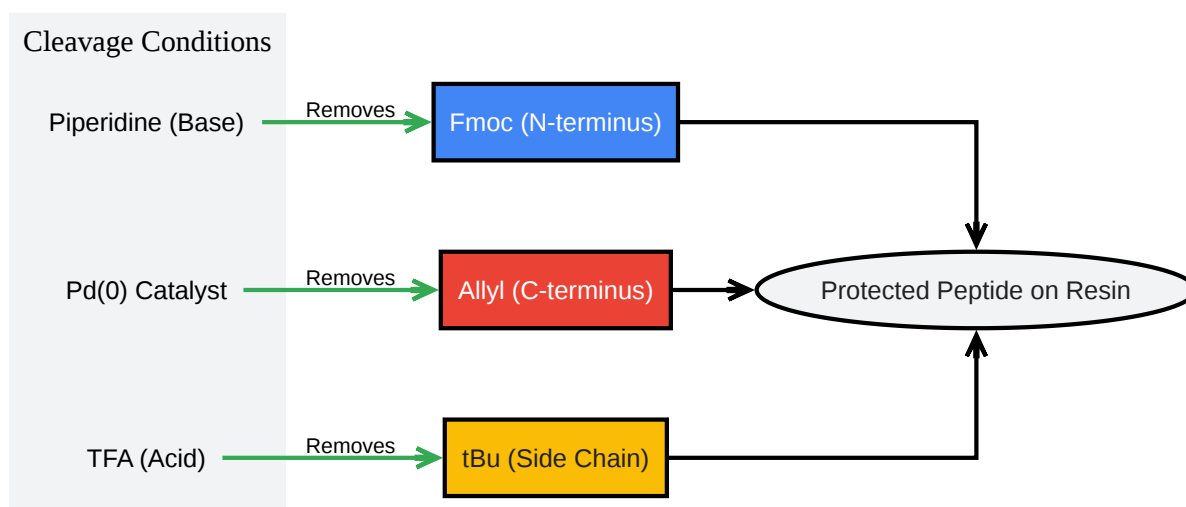 Cleavage Conditions
Piperidine (Base)
Removes
Fmoc (N-terminus)
Pd(0) Catalyst
Removes
Allyl (C-terminus)
Protected Peptide on Resin
TFA (Acid)
Removes
tBu (Side Chain)